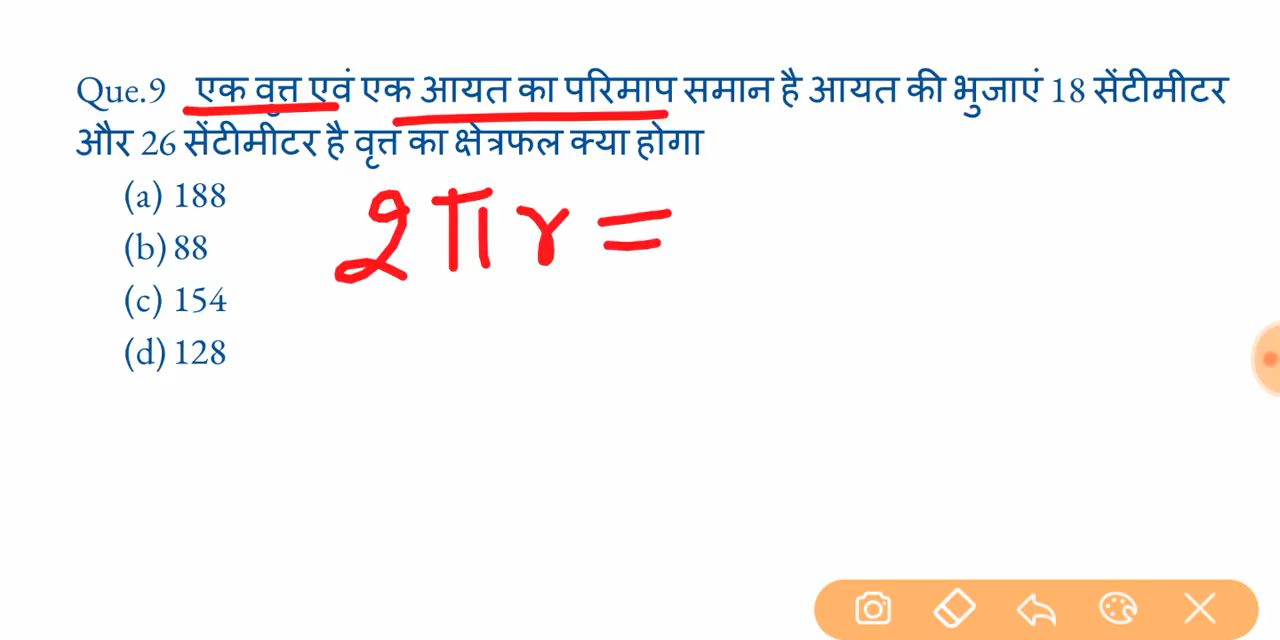 Que.9 एक वृत्त एवं एक आयत का परिमाप समान है आयत की भुजाएं 18 सेंटीमीटर
और 26 सेंटीमीटर है वृत्त का क्षेत्रफल क्या होगा
(a) 188
2πr=
(b) 88
(c) 154
(d) 128